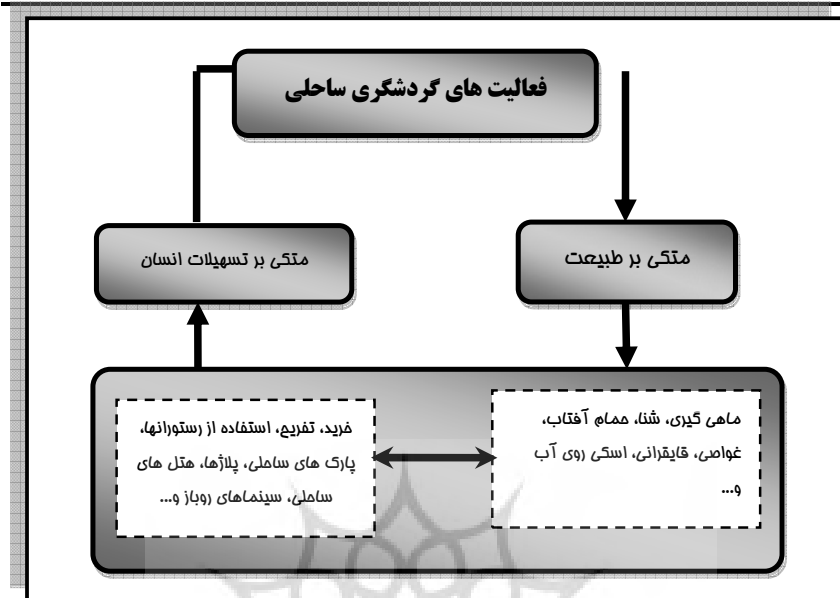 فعالیت های گردشگری ساحلی
متکی بر طبیعت
متکی بر تسهیلات انسان
ماهی گیری، شنا، حمام آفتاب،
غواصی، قایقرانی، اسکی روی آب
و...
خرید، تفریح، استفاده از رستورانها،
پارک های ساحلی، پلاژها، هتل های
ساحلی، سینماهای روباز و...